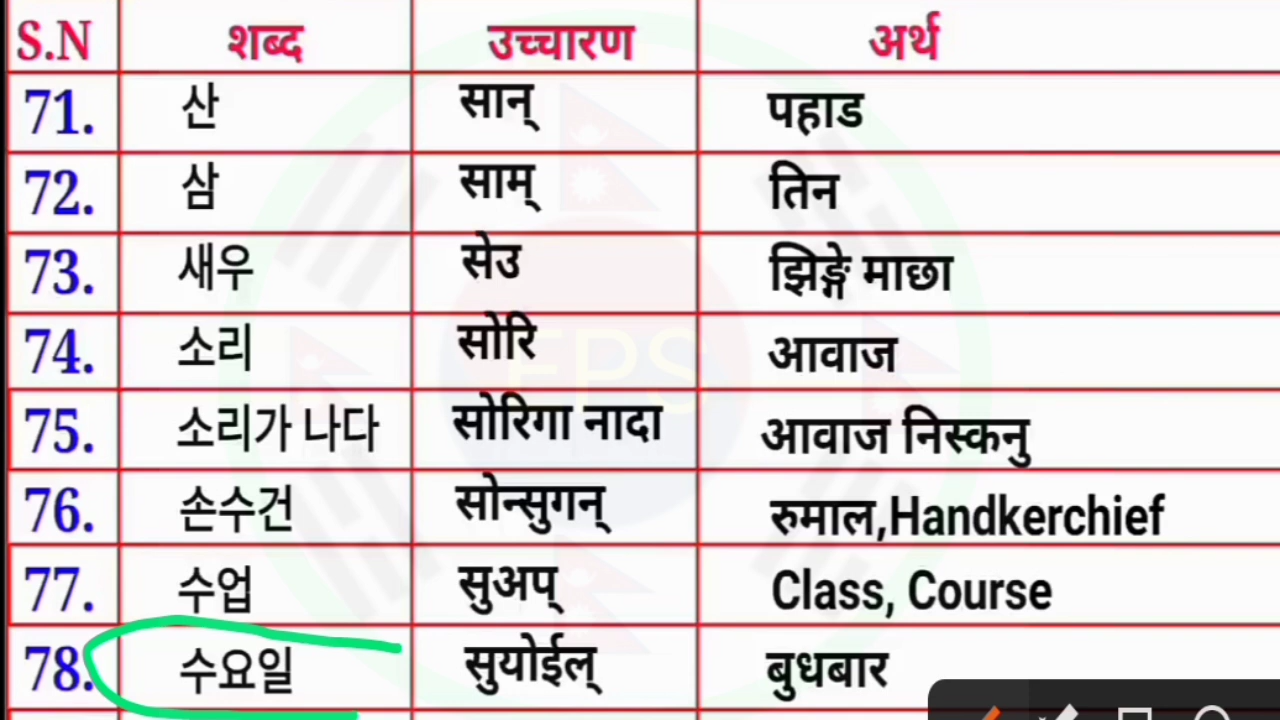 S.N शब्द उच्चारण अर्थ
71. 산 सान् पहाड
72. 삼 साम् तिन
73. 새우 सेउ झिङ्गे माछा
74. 소리 सोरि आवाज
75. 소리가 나다 सोरिगा नादा आवाज निस्कनु
76. 손수건 सोन्सुगन् रुमाल,Handkerchief
77. 수업 सुअप् Class, Course
78. 수요일 सुयोईल् बुधबार
EPS